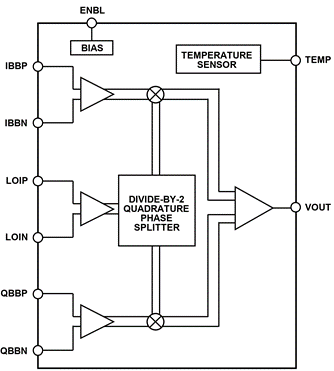 ENBL
BIAS
IBBP
TEMPERATURE
SENSOR
TEMP
IBBN
LOIP
DIVIDE-BY-2
QUADRATURE
PHASE
SPLITTER
VOUT
LOIN
QBBP
QBBN